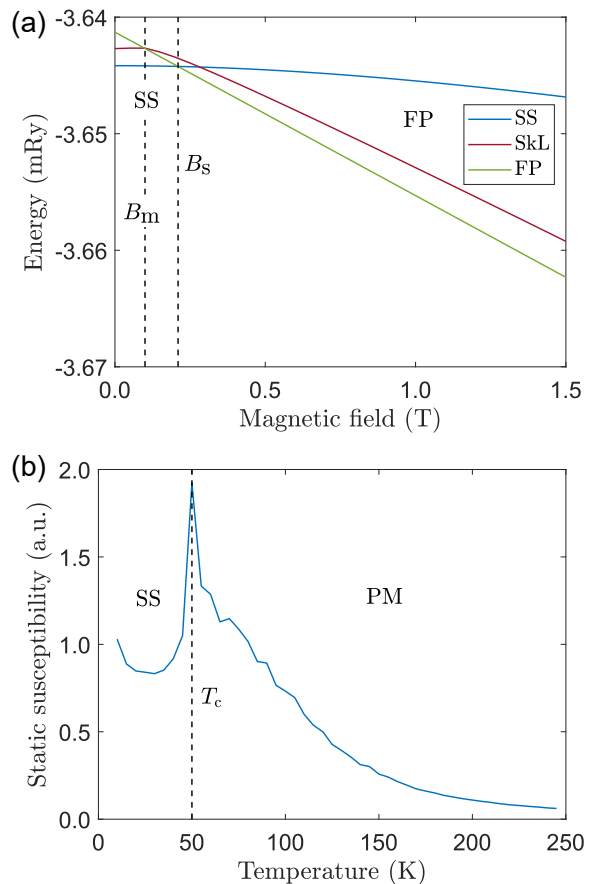 (a)
-3.64
-3.65
-3.66
-3.67
Energy (mRy)
SS
FP
Bm
Bs
SS
SkL
FP
0.0
0.5
1.0
1.5
Magnetic field (T)
(b)
2.0
1.5
1.0
0.5
0.0
Static susceptibility (a.u.)
SS
PM
Tc
0
50
100
150
200
250
Temperature (K)